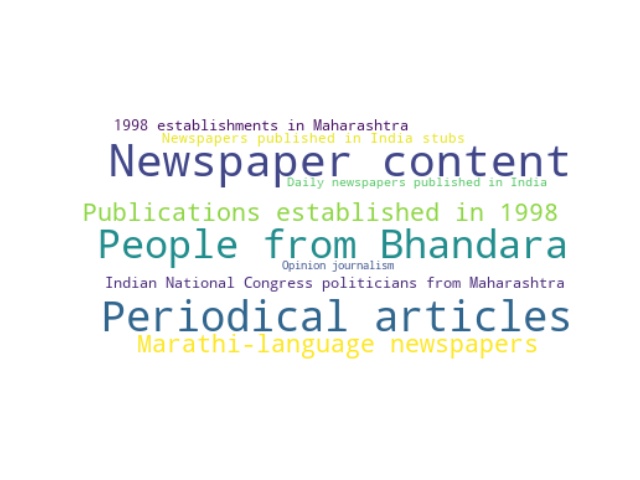 1998 establishments in Maharashtra
Newspapers published in India stubs
Newspaper content
Daily newspapers published in India
Publications established in 1998
People from Bhandara
Opinion journalism
Indian National Congress politicians from Maharashtra
Periodical articles
Marathi-language newspapers